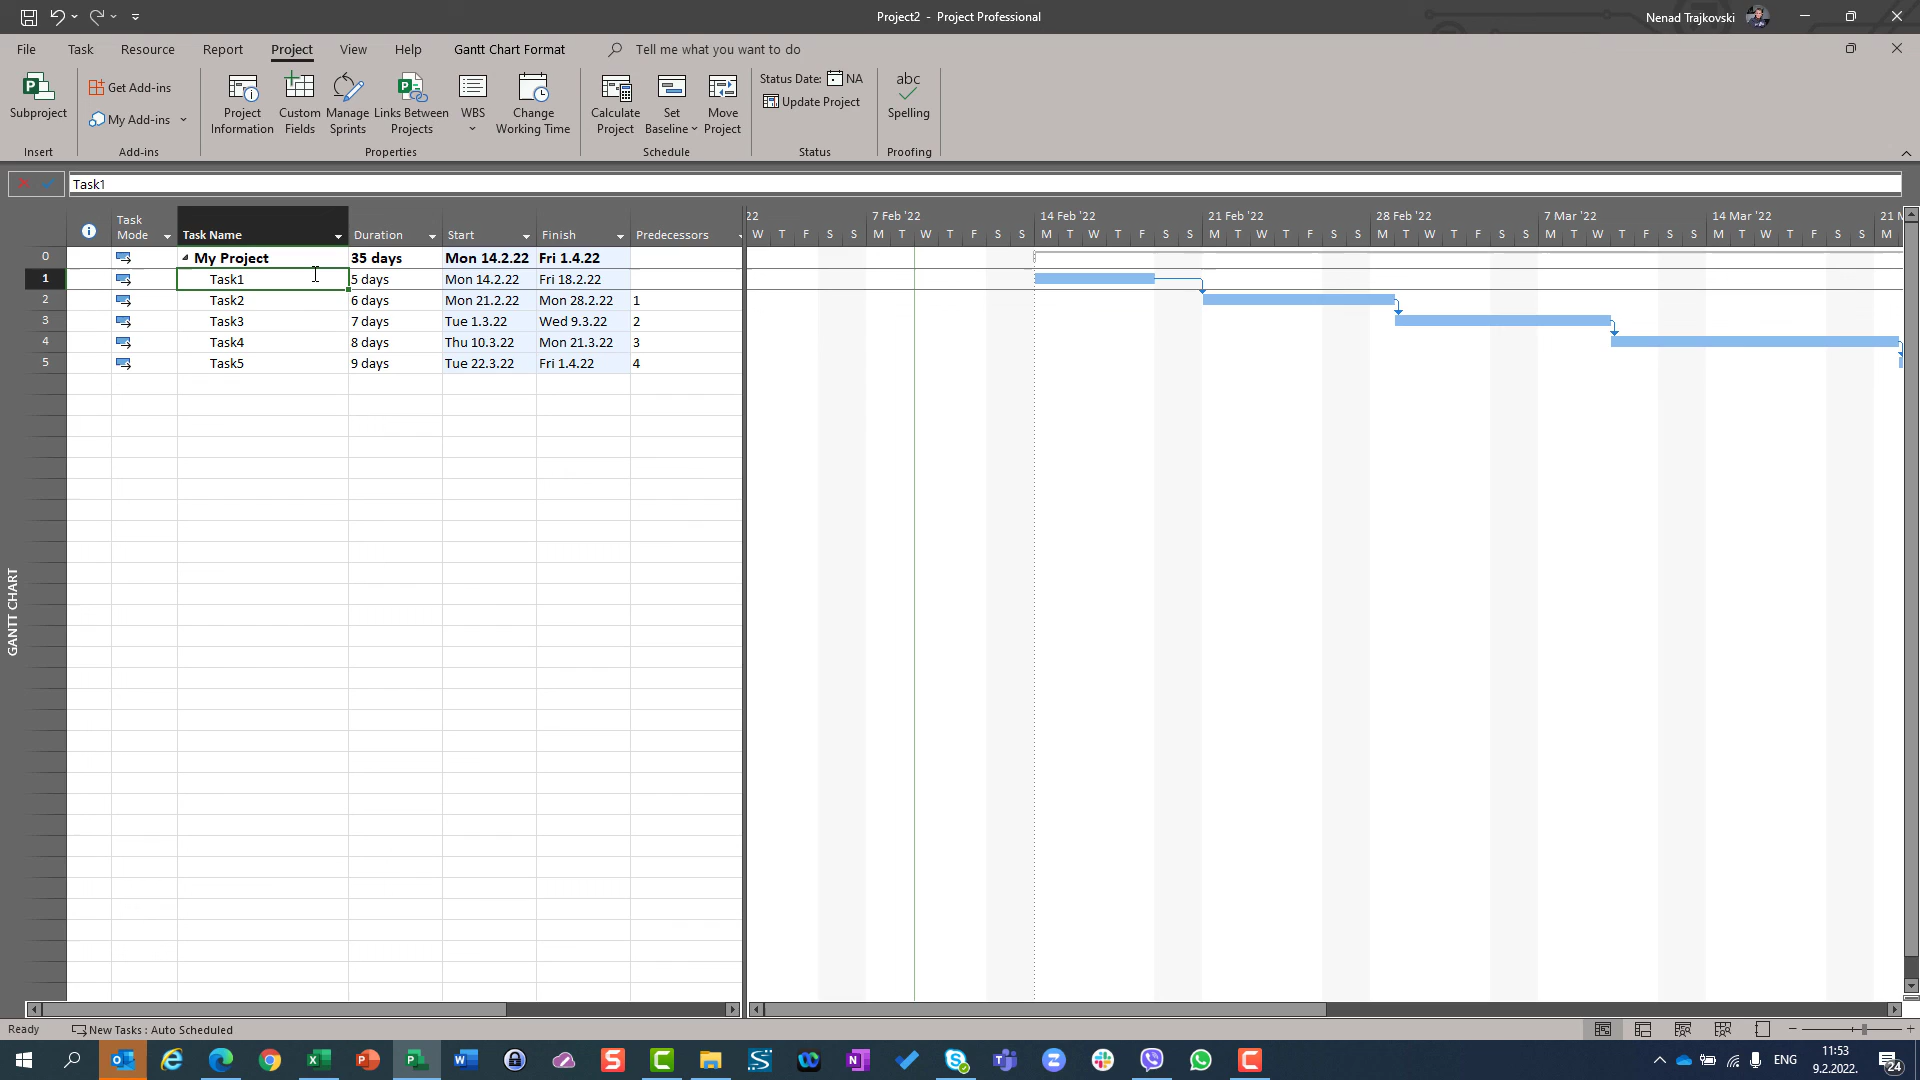 Project2 - Project Professional
Nenad Trajkovski
File Task Resource Report Project View Help Gantt Chart Format Tell me what you want to do
Subproject
Insert
Get Add-ins
My Add-ins
Add-ins
Project Information
Custom Fields
Manage Sprints
Links Between Projects
WBS
Change Working Time
Properties
Calculate Project
Set Baseline
Move Project
Schedule
Status Date: NA
Update Project
Status
abc
Spelling
Proofing
Task1
Task Mode Task Name Duration Start Finish Predecessors
0 My Project 35 days Mon 14.2.22 Fri 1.4.22
1 Task1 5 days Mon 14.2.22 Fri 18.2.22
2 Task2 6 days Mon 21.2.22 Mon 28.2.22 1
3 Task3 7 days Tue 1.3.22 Wed 9.3.22 2
4 Task4 8 days Thu 10.3.22 Mon 21.3.22 3
5 Task5 9 days Tue 22.3.22 Fri 1.4.22 4
22 7 Feb '22 14 Feb '22 21 Feb '22 28 Feb '22 7 Mar '22 14 Mar '22 21
W T F S S M T W T F S S M T W T F S S M T W T F S S M T W T F S S M T W T F S S M T W T F S S M
GANTT CHART
Ready New Tasks : Auto Scheduled
ENG
11:53
9.2.2022.
24